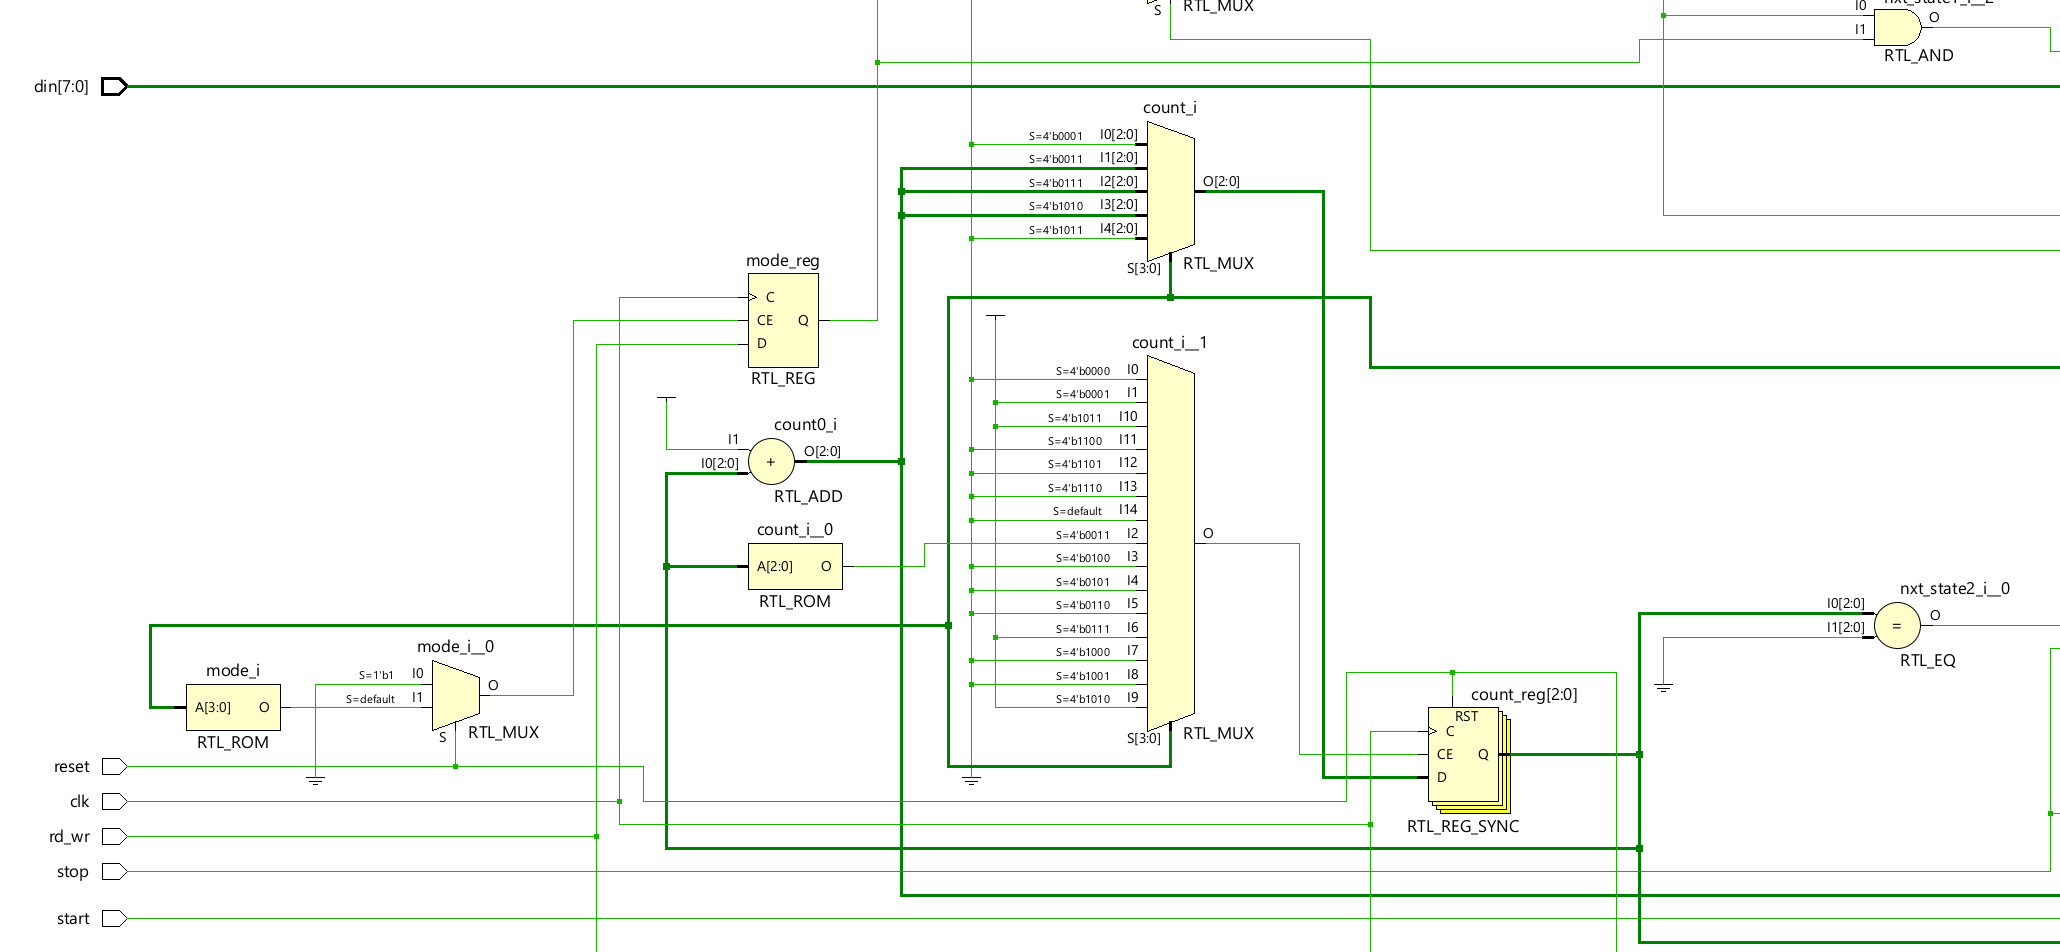 S
RTL_MUX
I0
I1
O
RTL_AND
din[7:0]
count_i
S=4'b0001 I0[2:0]
S=4'b0011 I1[2:0]
S=4'b0111 I2[2:0]
S=4'b1010 I3[2:0]
S=4'b1011 I4[2:0]
O[2:0]
S[3:0]
RTL_MUX
mode_reg
C
CE Q
D
RTL_REG
count_i__1
S=4'b0000 I0
S=4'b0001 I1
S=4'b1011 I10
S=4'b1100 I11
S=4'b1101 I12
S=4'b1110 I13
S=default I14
S=4'b0011 I2
S=4'b0100 I3
S=4'b0101 I4
S=4'b0110 I5
S=4'b0111 I6
S=4'b1000 I7
S=4'b1001 I8
S=4'b1010 I9
O
S[3:0]
RTL_MUX
count0_i
I1
I0[2:0]
+
O[2:0]
RTL_ADD
count_i__0
A[2:0] O
RTL_ROM
mode_i
A[3:0] O
RTL_ROM
mode_i__0
S=1'b1 I0
S=default I1
O
S
RTL_MUX
nxt_state2_i__0
I0[2:0]
I1[2:0]
=
O
RTL_EQ
count_reg[2:0]
RST
C
CE Q
D
RTL_REG_SYNC
reset
clk
rd_wr
stop
start